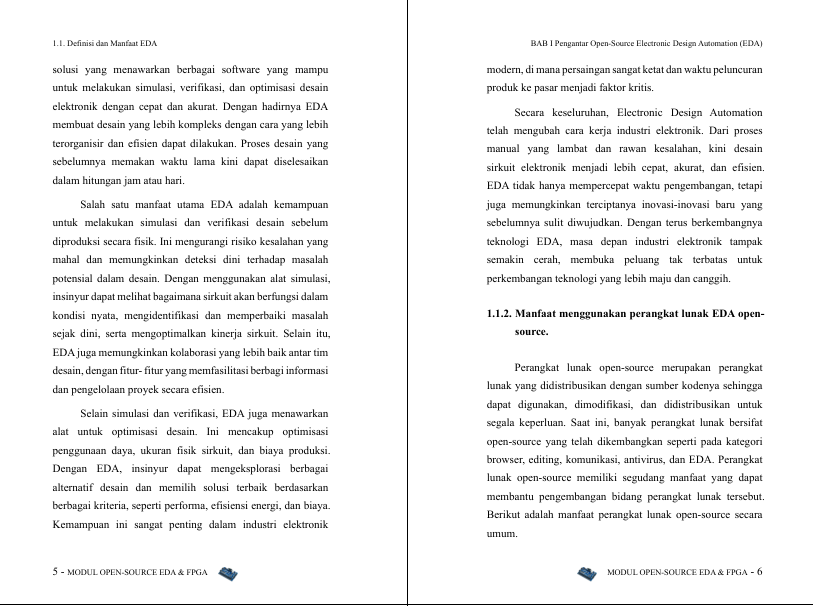 1.1. Definisi dan Manfaat EDA
solusi yang menawarkan berbagai software yang mampu
untuk melakukan simulasi, verifikasi, dan optimisasi desain
elektronik dengan cepat dan akurat. Dengan hadirnya EDA
membuat desain yang lebih kompleks dengan cara yang lebih
terorganisir dan efisien dapat dilakukan. Proses desain yang
sebelumnya memakan waktu lama kini dapat diselesaikan
dalam hitungan jam atau hari.
Salah satu manfaat utama EDA adalah kemampuan
untuk melakukan simulasi dan verifikasi desain sebelum
diproduksi secara fisik. Ini mengurangi risiko kesalahan yang
mahal dan memungkinkan deteksi dini terhadap masalah
potensial dalam desain. Dengan menggunakan alat simulasi,
insinyur dapat melihat bagaimana sirkuit akan berfungsi dalam
kondisi nyata, mengidentifikasi dan memperbaiki masalah
sejak dini, serta mengoptimalkan kinerja sirkuit. Selain itu,
EDA juga memungkinkan kolaborasi yang lebih baik antar tim
desain, dengan fitur- fitur yang memfasilitasi berbagi informasi
dan pengelolaan proyek secara efisien.
Selain simulasi dan verifikasi, EDA juga menawarkan
alat untuk optimisasi desain. Ini mencakup optimisasi
penggunaan daya, ukuran fisik sirkuit, dan biaya produksi.
Dengan EDA, insinyur dapat mengeksplorasi berbagai
alternatif desain dan memilih solusi terbaik berdasarkan
berbagai kriteria, seperti performa, efisiensi energi, dan biaya.
Kemampuan ini sangat penting dalam industri elektronik
5 - MODUL OPEN-SOURCE EDA & FPGA
BAB I Pengantar Open-Source Electronic Design Automation (EDA)
modern, di mana persaingan sangat ketat dan waktu peluncuran
produk ke pasar menjadi faktor kritis.
Secara keseluruhan, Electronic Design Automation
telah mengubah cara kerja industri elektronik. Dari proses
manual yang lambat dan rawan kesalahan, kini desain
sirkuit elektronik menjadi lebih cepat, akurat, dan efisien.
EDA tidak hanya mempercepat waktu pengembangan, tetapi
juga memungkinkan terciptanya inovasi-inovasi baru yang
sebelumnya sulit diwujudkan. Dengan terus berkembangnya
teknologi EDA, masa depan industri elektronik tampak
semakin cerah, membuka peluang tak terbatas untuk
perkembangan teknologi yang lebih maju dan canggih.
1.1.2. Manfaat menggunakan perangkat lunak EDA open-
source.
Perangkat lunak open-source merupakan perangkat
lunak yang didistribusikan dengan sumber kodenya sehingga
dapat digunakan, dimodifikasi, dan didistribusikan untuk
segala keperluan. Saat ini, banyak perangkat lunak bersifat
open-source yang telah dikembangkan seperti pada kategori
browser, editing, komunikasi, antivirus, dan EDA. Perangkat
lunak open-source memiliki segudang manfaat yang dapat
membantu pengembangan bidang perangkat lunak tersebut.
Berikut adalah manfaat perangkat lunak open-source secara
umum.
MODUL OPEN-SOURCE EDA & FPGA - 6